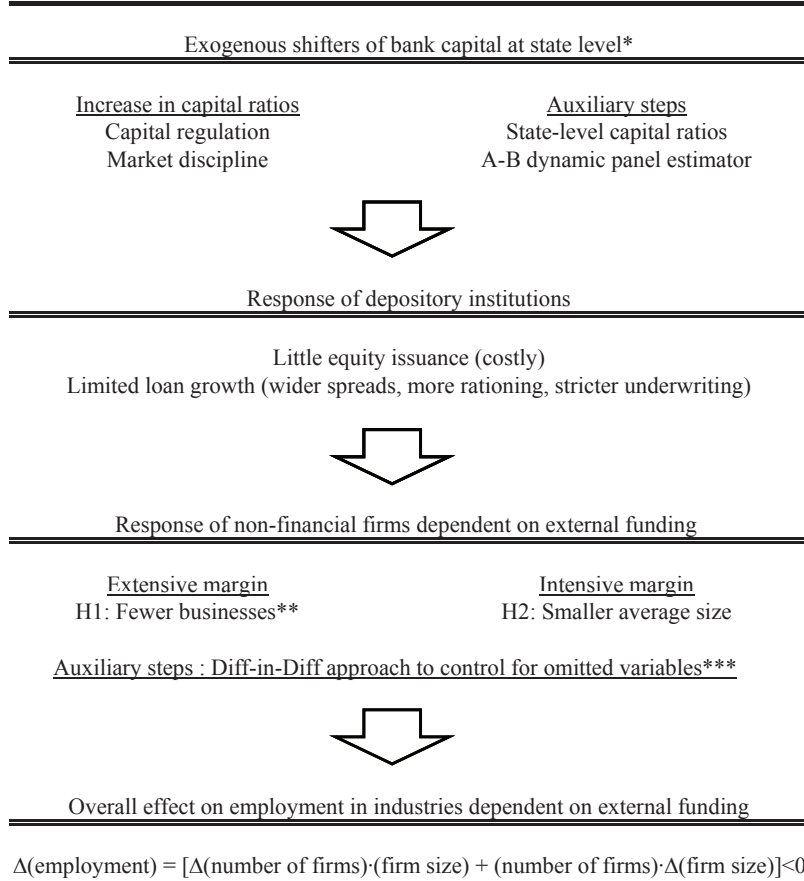 Exogenous shifters of bank capital at state level*
Increase in capital ratios
Capital regulation
Market discipline
Auxiliary steps
State-level capital ratios
A-B dynamic panel estimator
Response of depository institutions
Little equity issuance (costly)
Limited loan growth (wider spreads, more rationing, stricter underwriting)
Response of non-financial firms dependent on external funding
Extensive margin
H1: Fewer businesses**
Intensive margin
H2: Smaller average size
Auxiliary steps : Diff-in-Diff approach to control for omitted variables***
Overall effect on employment in industries dependent on external funding
Δ(employment) = [Δ(number of firms)·(firm size) + (number of firms)·Δ(firm size)]<0